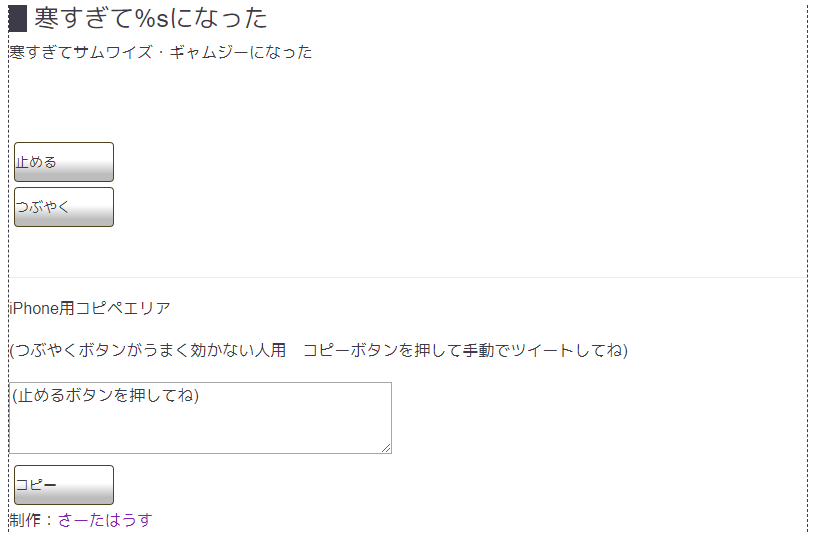 寒すぎて%sになった
寒すぎてサムワイズ・ギャムジーになった
止める
つぶやく
iPhone用コピペエリア
(つぶやくボタンがうまく効かない人用　コピーボタンを押して手動でツイートしてね)
(止めるボタンを押してね)
コピー
制作：さーたはうす